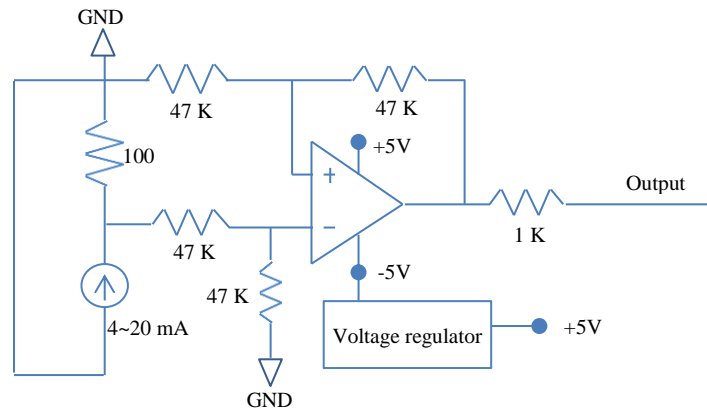 GND
47 K
47 K
100
+5V
+
Output
47 K
−
1 K
47 K
-5V
4~20 mA
Voltage regulator
+5V
GND